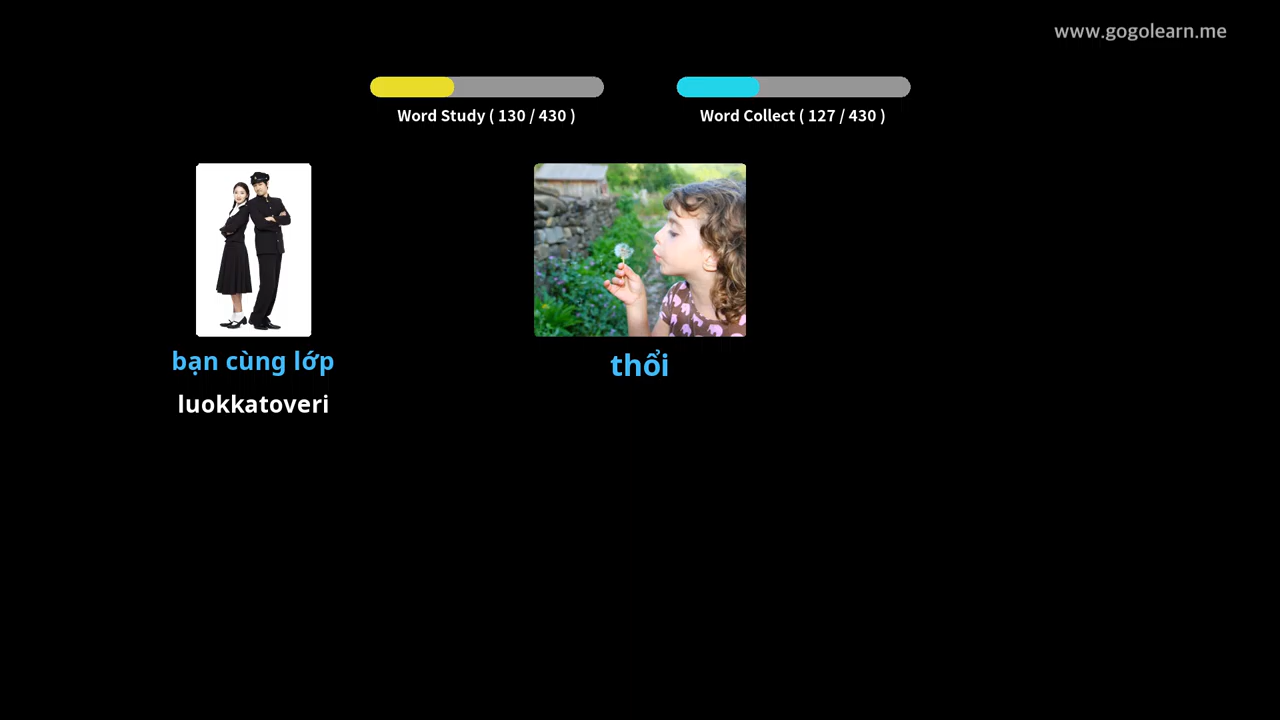 www.gogolearn.me
Word Study ( 130 / 430 )
Word Collect ( 127 / 430 )
bạn cùng lớp
thổi
luokkatoveri